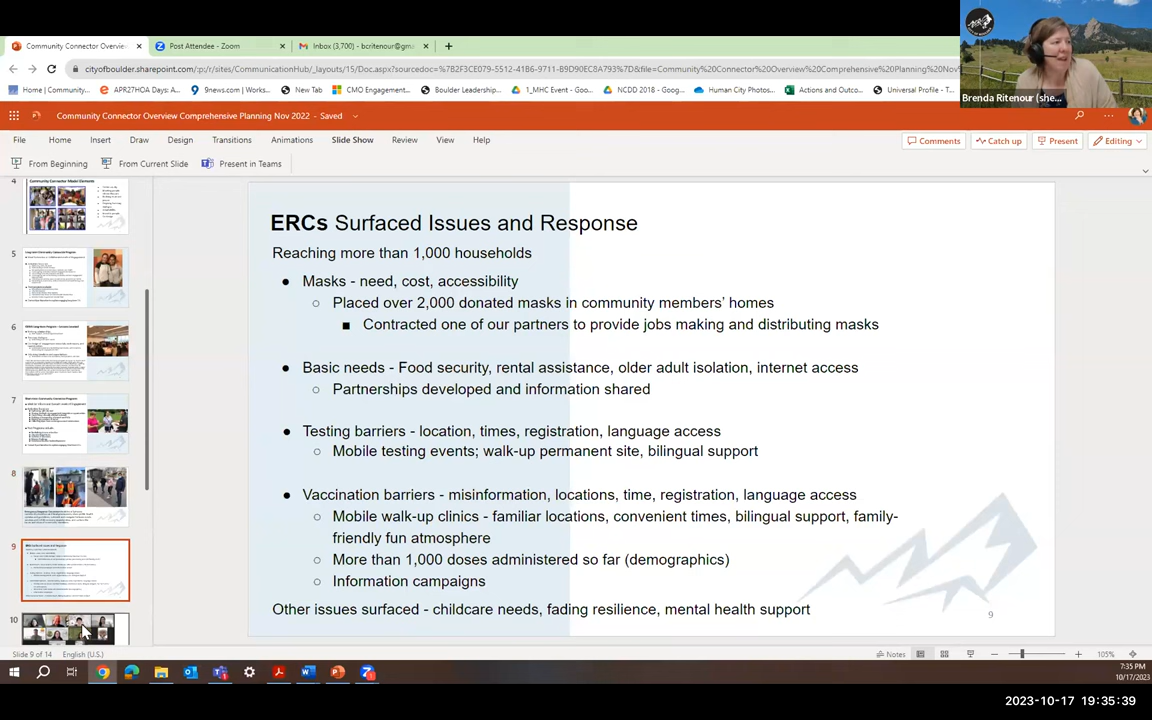 Community Connector Overview
Post Attendee - Zoom
Inbox (3,700) - bcritenour@gma
cityofboulder.sharepoint.com/:p:/r/sites/CommunicationHub/_layouts/15/Doc.aspx?sourcedoc=%7B2F3CE079-5512-41B6-9711-B9D90EC8A793%7D&file=Community%20Connector%20Overview%20Comprehensive%20Planning%20Nov
Home | Community...
APR27HOA Days: A...
9news.com | Works...
New Tab
CMO Engagement...
Boulder Leadership...
1_MHC Event - Goo...
NCDD 2018 - Goog...
Human City Photos...
Actions and Outco...
Universal Profile - T...
Brenda Ritenour (she...
Community Connector Overview Comprehensive Planning Nov 2022 - Saved
File Home Insert Draw Design Transitions Animations Slide Show Review View Help
Comments Catch up Present Editing
From Beginning From Current Slide Present in Teams
4
Community Connector Model Elements
5
6
7
8
9
10
ERCs Surfaced Issues and Response
Reaching more than 1,000 households
● Masks - need, cost, accessibility
○ Placed over 2,000 donated masks in community members’ homes
■ Contracted one of our partners to provide jobs making and distributing masks
● Basic needs - Food security, rental assistance, older adult isolation, internet access
○ Partnerships developed and information shared
● Testing barriers - location, times, registration, language access
○ Mobile testing events; walk-up permanent site, bilingual support
● Vaccination barriers - misinformation, locations, time, registration, language access
○ Mobile walk-up clinics - familiar locations, convenient times, bilingual support, family-
friendly fun atmosphere
○ More than 1,000 doses administered so far (demographics)
○ Information campaigns
Other issues surfaced - childcare needs, fading resilience, mental health support
9
Slide 9 of 14 English (U.S.)
Notes
105%
7:35 PM
10/17/2023
2023-10-17 19:35:39